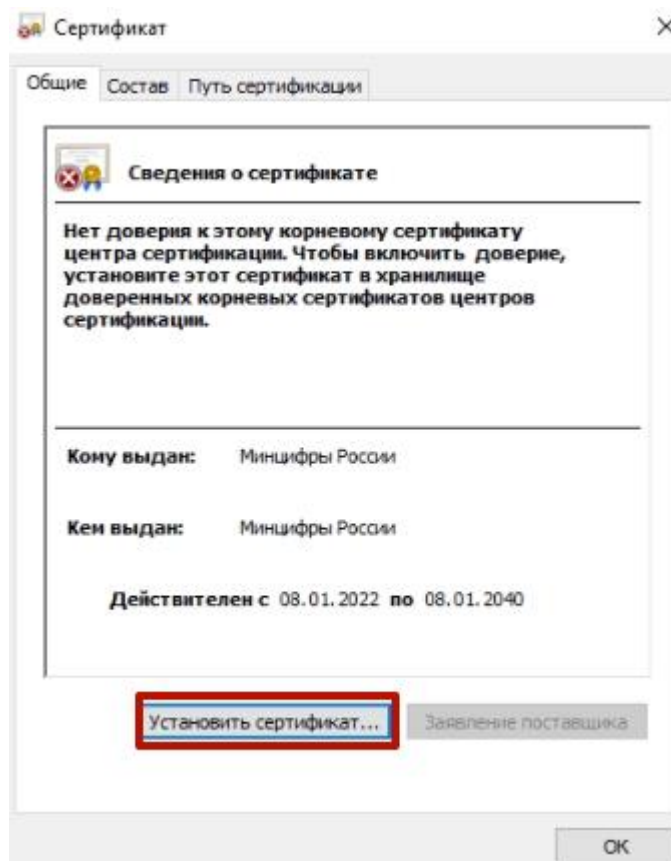 Сертификат
Общие Состав Путь сертификации
Сведения о сертификате
Нет доверия к этому корневому сертификату
центра сертификации. Чтобы включить доверие,
установите этот сертификат в хранилище
доверенных корневых сертификатов центров
сертификации.
Кому выдан: Минцифры России
Кем выдан: Минцифры России
Действителен с 08.01.2022 по 08.01.2040
Установить сертификат... Заявление поставщика
ОК